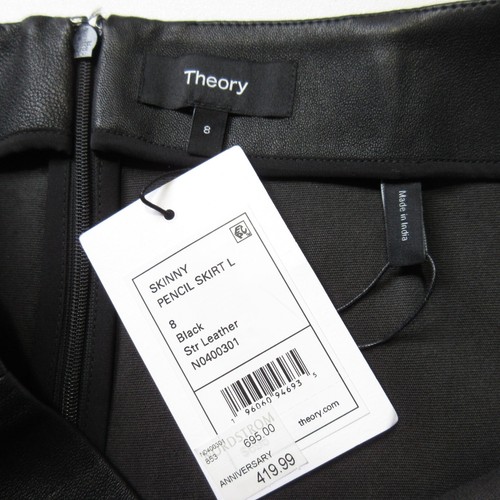 Theory
8
Made in India
SKINNY
PENCIL SKIRT L
8
Black
Str Leather
N0400301
1 96060 94693 5
theory.com
NORDSTROM
695.00
ANNIVERSARY
419.99